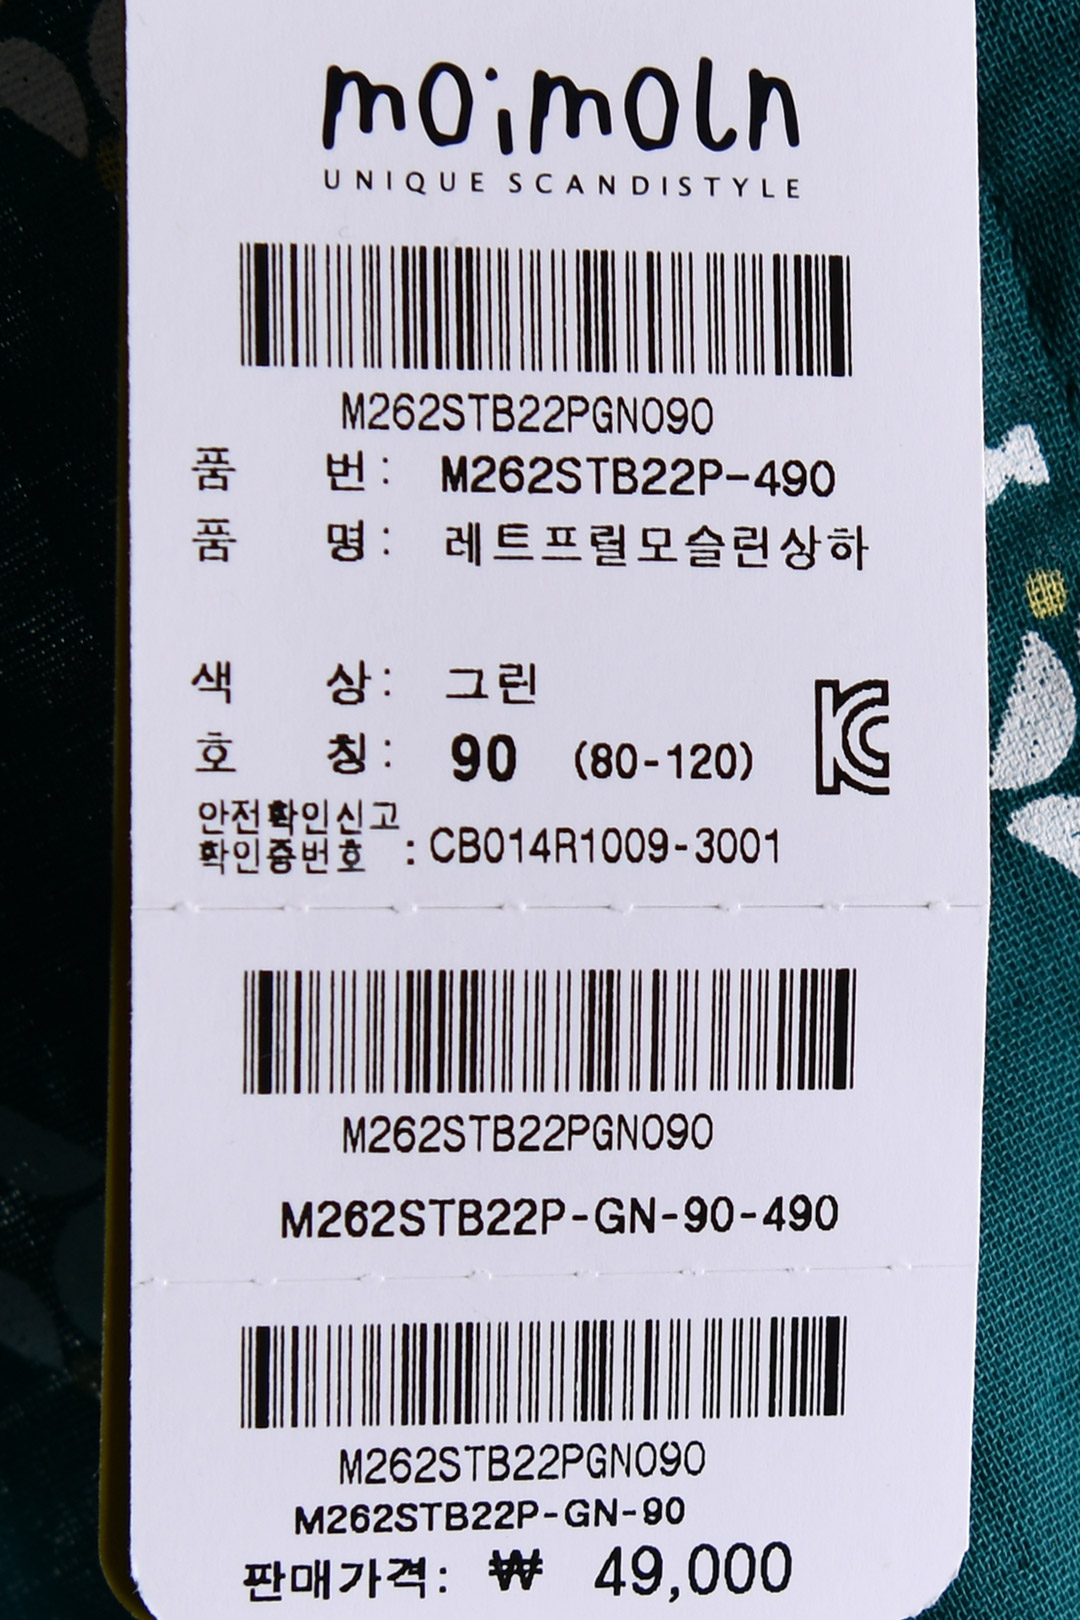 moimoln
UNIQUE SCANDISTYLE
M262STB22PGN090
품 번 : M262STB22P-490
품 명 : 레트프릴모슬린상하
색 상 : 그린
호 칭 : 90 (80-120)
안전확인신고
확인증번호 : CB014R1009-3001
M262STB22PGN090
M262STB22P-GN-90-490
M262STB22PGN090
M262STB22P-GN-90
판매가격: ₩ 49,000